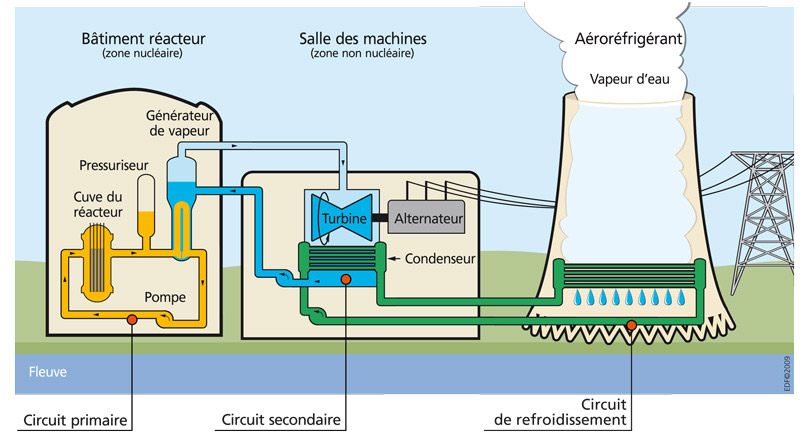 Bâtiment réacteur
(zone nucléaire)
Salle des machines
(zone non nucléaire)
Aéroréfrigérant
Vapeur d'eau
Générateur
de vapeur
Pressuriseur
Cuve du
réacteur
Turbine
Alternateur
Condenseur
Pompe
Fleuve
EDF©2009
Circuit primaire
Circuit secondaire
Circuit
de refroidissement